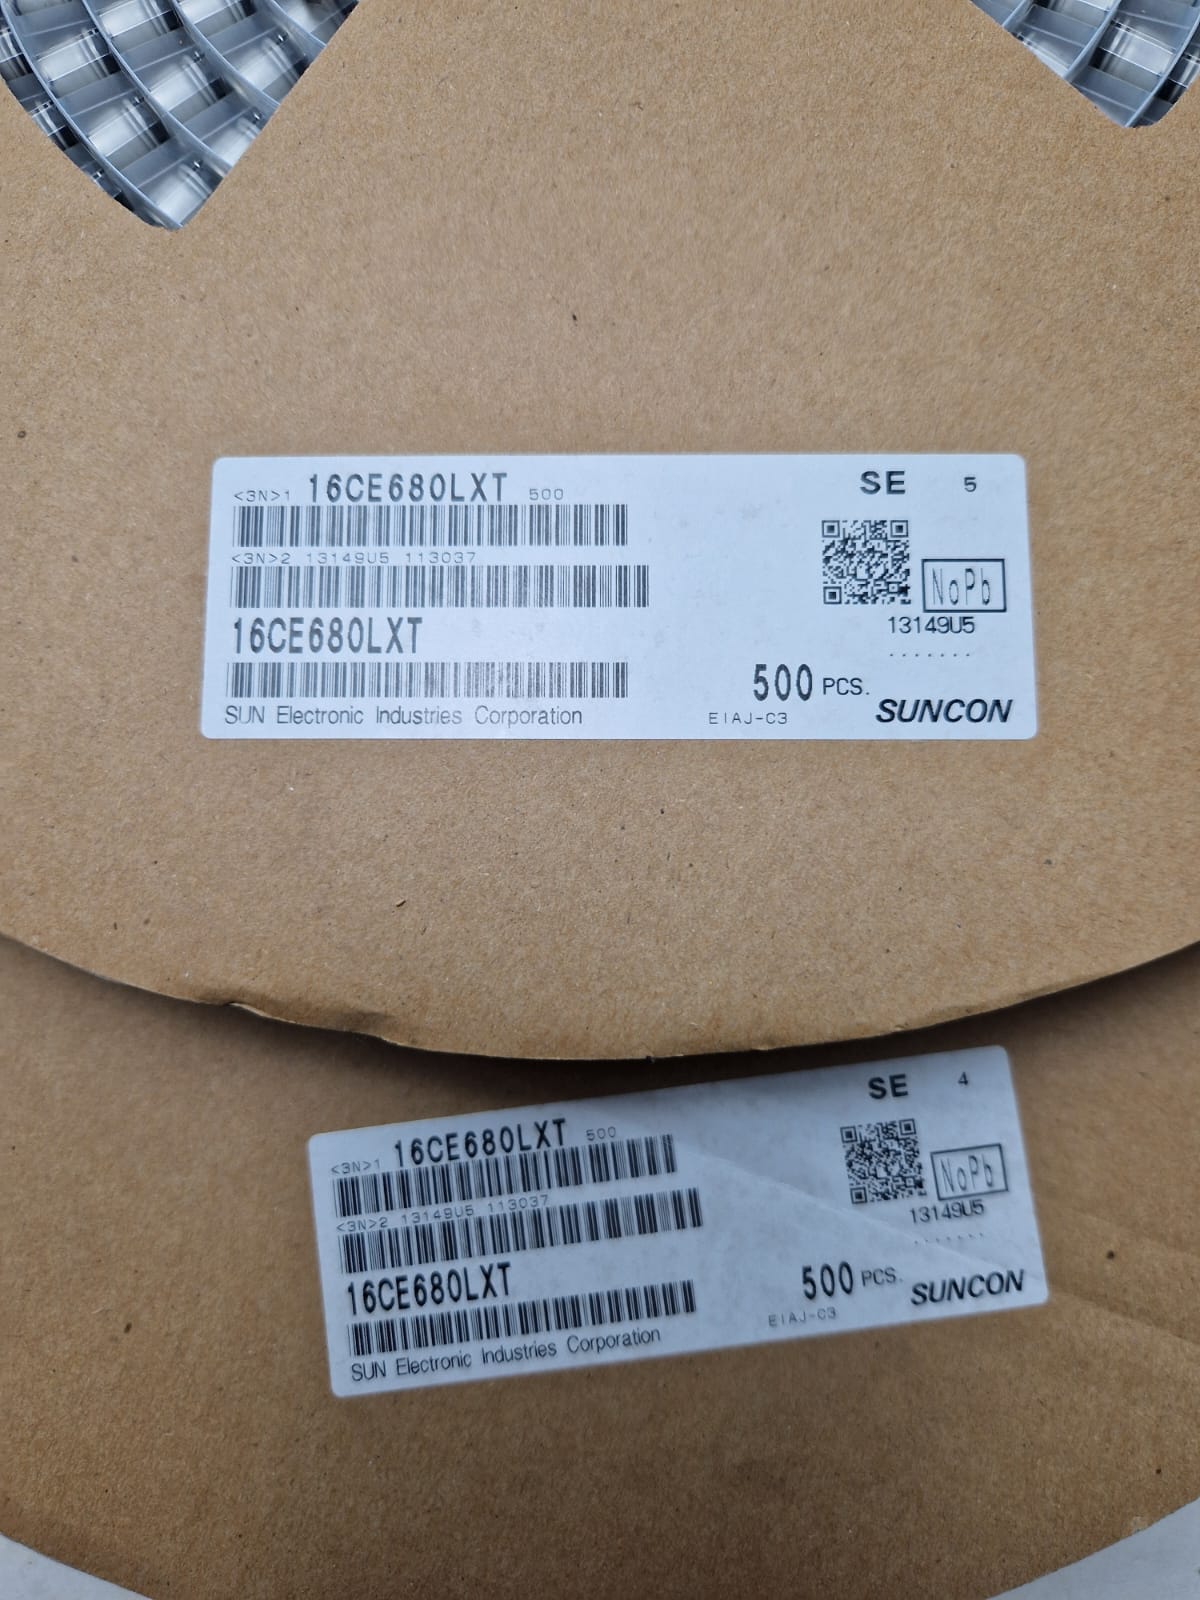 <3N>1 16CE680LXT 500
SE 5
<3N>2 13149U5 113037
NoPb
13149U5
16CE680LXT
500 PCS.
SUN Electronic Industries Corporation
EIAJ-C3
SUNCON
<3N>1 16CE680LXT 500
SE 4
<3N>2 13149U5 113037
NoPb
13149U5
16CE680LXT
500 PCS.
SUN Electronic Industries Corporation
EIAJ-C3
SUNCON